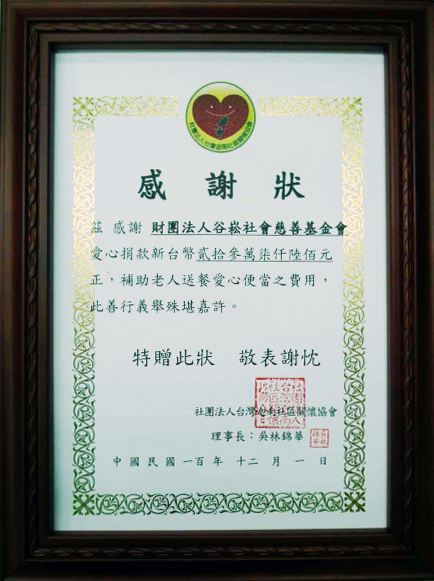 感謝狀
茲 感謝 財團法人谷崧社會慈善基金會
愛心捐款新台幣貳拾參萬柒仟陸佰元
正,補助老人送餐愛心便當之費用,
此善行義舉殊堪嘉許。
特贈此狀 敬表謝忱
社團法人台灣迦南社區關懷協會
理事長:吳林錦華
中國民國一百年十二月一日